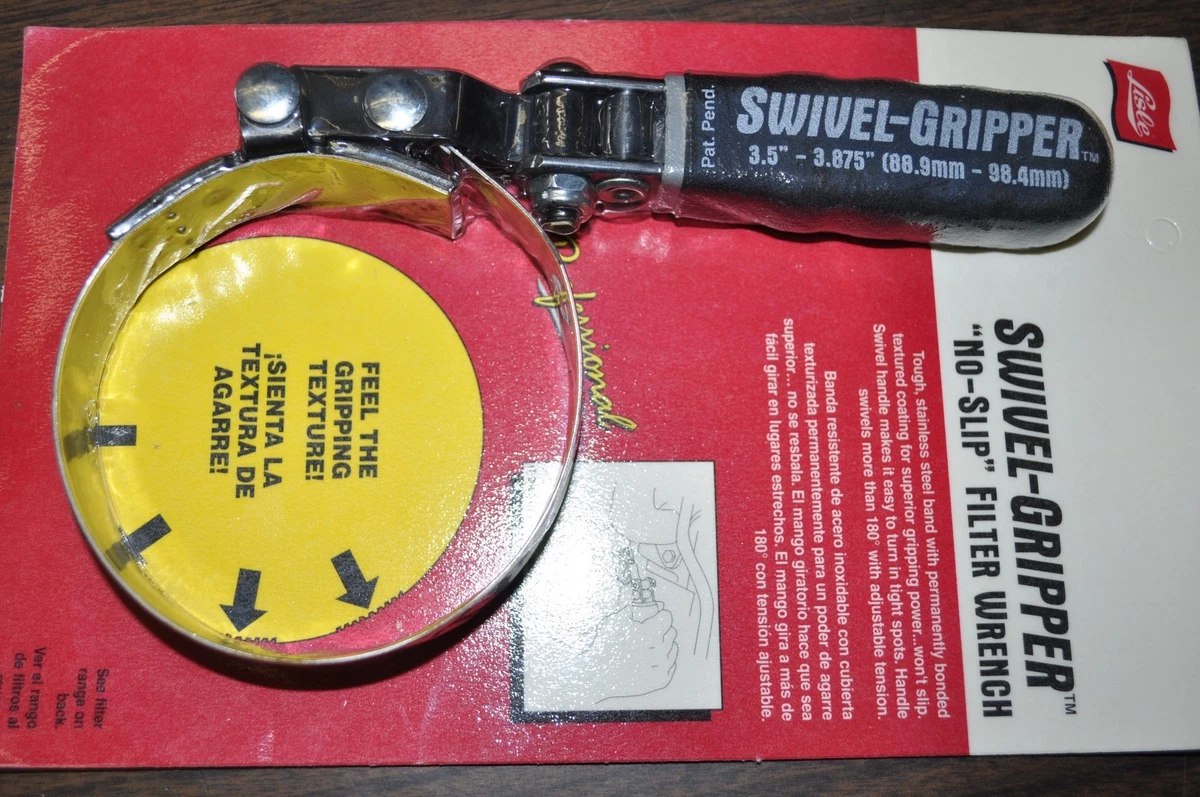 Lisle
Pat. Pend.
SWIVEL-GRIPPER™
3.5” - 3.875” (88.9mm - 98.4mm)
SWIVEL-GRIPPER™
“NO-SLIP” FILTER WRENCH
Tough, stainless steel band with permanently bonded
textured coating for superior gripping power...won't slip.
Swivel handle makes it easy to turn in tight spots. Handle
swivels more than 180° with adjustable tension.
Banda resistente de acero inoxidable con cubierta
texturizada permanentemente para un poder de agarre
superior... no se resbala. El mango giratorio hace que sea
fácil girar en lugares estrechos. El mango gira a más de
180° con tensión ajustable.
FEEL THE
GRIPPING
TEXTURE!
¡SIENTA LA
TEXTURA DE
AGARRE!
See filter
range on
back.
Ver el rango
de filtros al